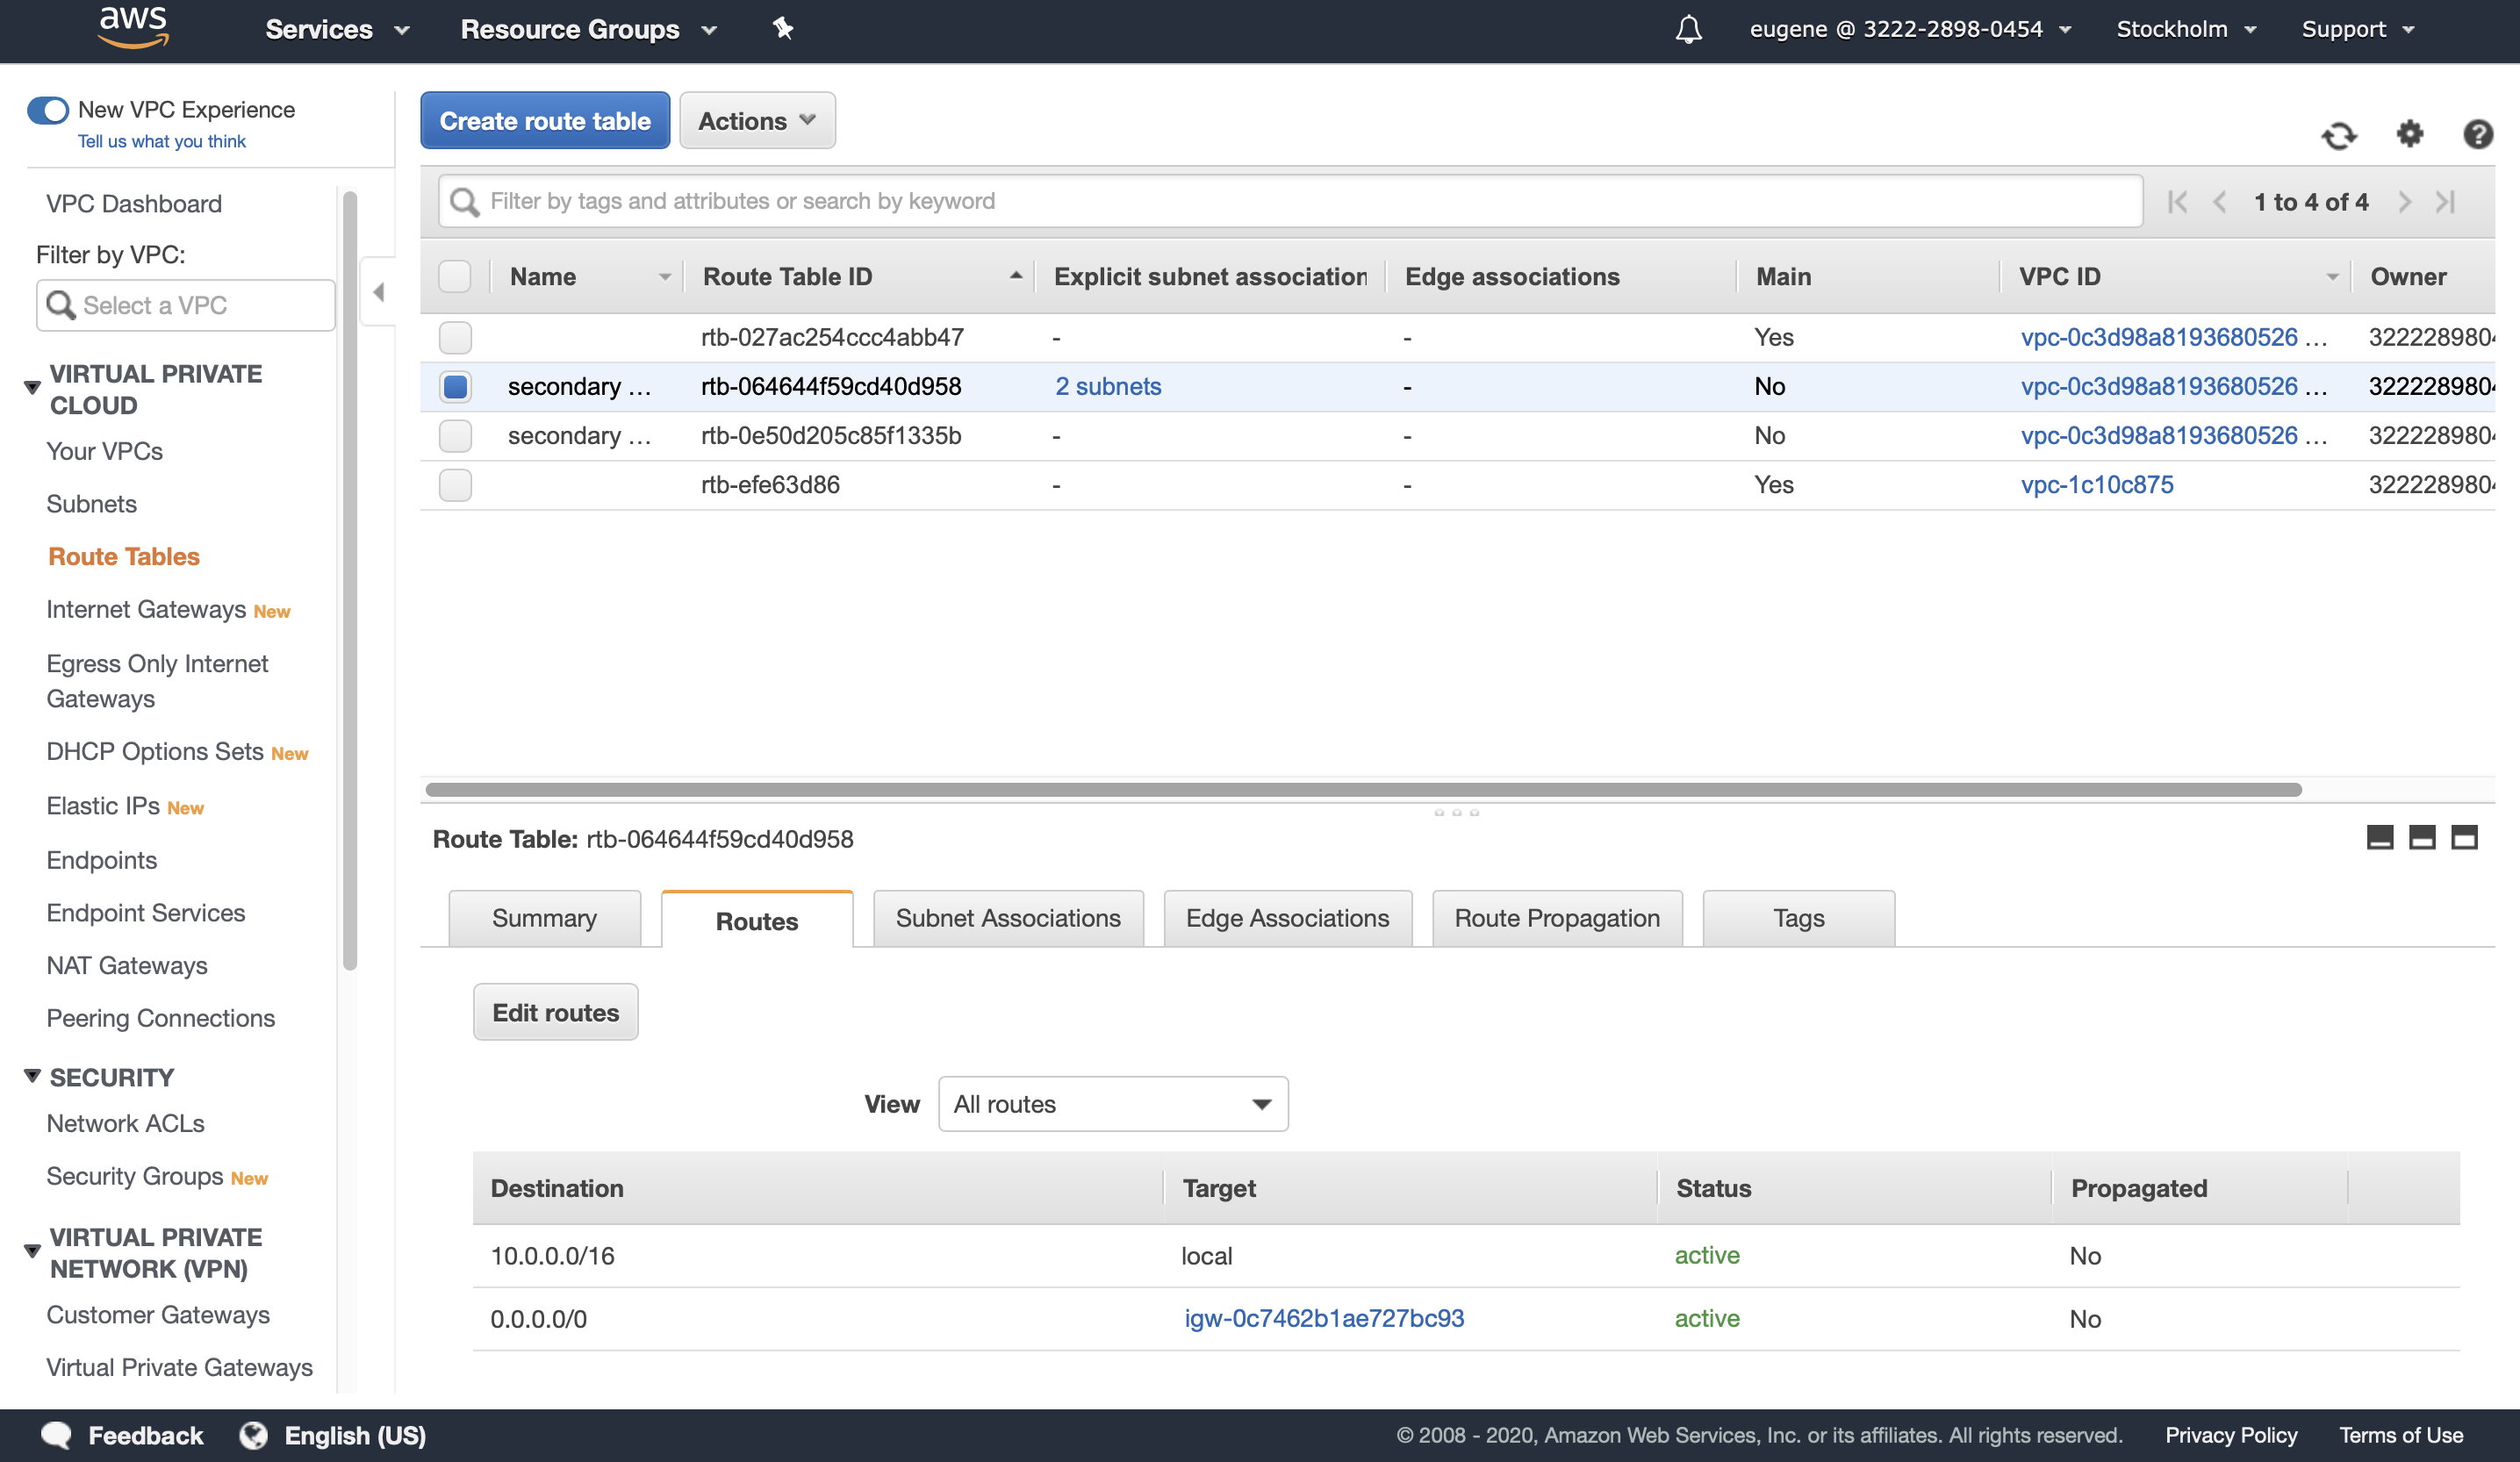 aws Services Resource Groups eugene @ 3222-2898-0454 Stockholm Support
New VPC Experience
Tell us what you think
VPC Dashboard
Filter by VPC:
Select a VPC
VIRTUAL PRIVATE
CLOUD
Your VPCs
Subnets
Route Tables
Internet Gateways New
Egress Only Internet
Gateways
DHCP Options Sets New
Elastic IPs New
Endpoints
Endpoint Services
NAT Gateways
Peering Connections
SECURITY
Network ACLs
Security Groups New
VIRTUAL PRIVATE
NETWORK (VPN)
Customer Gateways
Virtual Private Gateways
Create route table Actions
Filter by tags and attributes or search by keyword 1 to 4 of 4
Name Route Table ID Explicit subnet association Edge associations Main VPC ID Owner
rtb-027ac254ccc4abb47 - - Yes vpc-0c3d98a8193680526 ... 322228980
secondary ... rtb-064644f59cd40d958 2 subnets - No vpc-0c3d98a8193680526 ... 322228980
secondary ... rtb-0e50d205c85f1335b - - No vpc-0c3d98a8193680526 ... 322228980
rtb-efe63d86 - - Yes vpc-1c10c875 322228980
Route Table: rtb-064644f59cd40d958
Summary Routes Subnet Associations Edge Associations Route Propagation Tags
Edit routes
View All routes
Destination Target Status Propagated
10.0.0.0/16 local active No
0.0.0.0/0 igw-0c7462b1ae727bc93 active No
Feedback English (US) © 2008 - 2020, Amazon Web Services, Inc. or its affiliates. All rights reserved. Privacy Policy Terms of Use